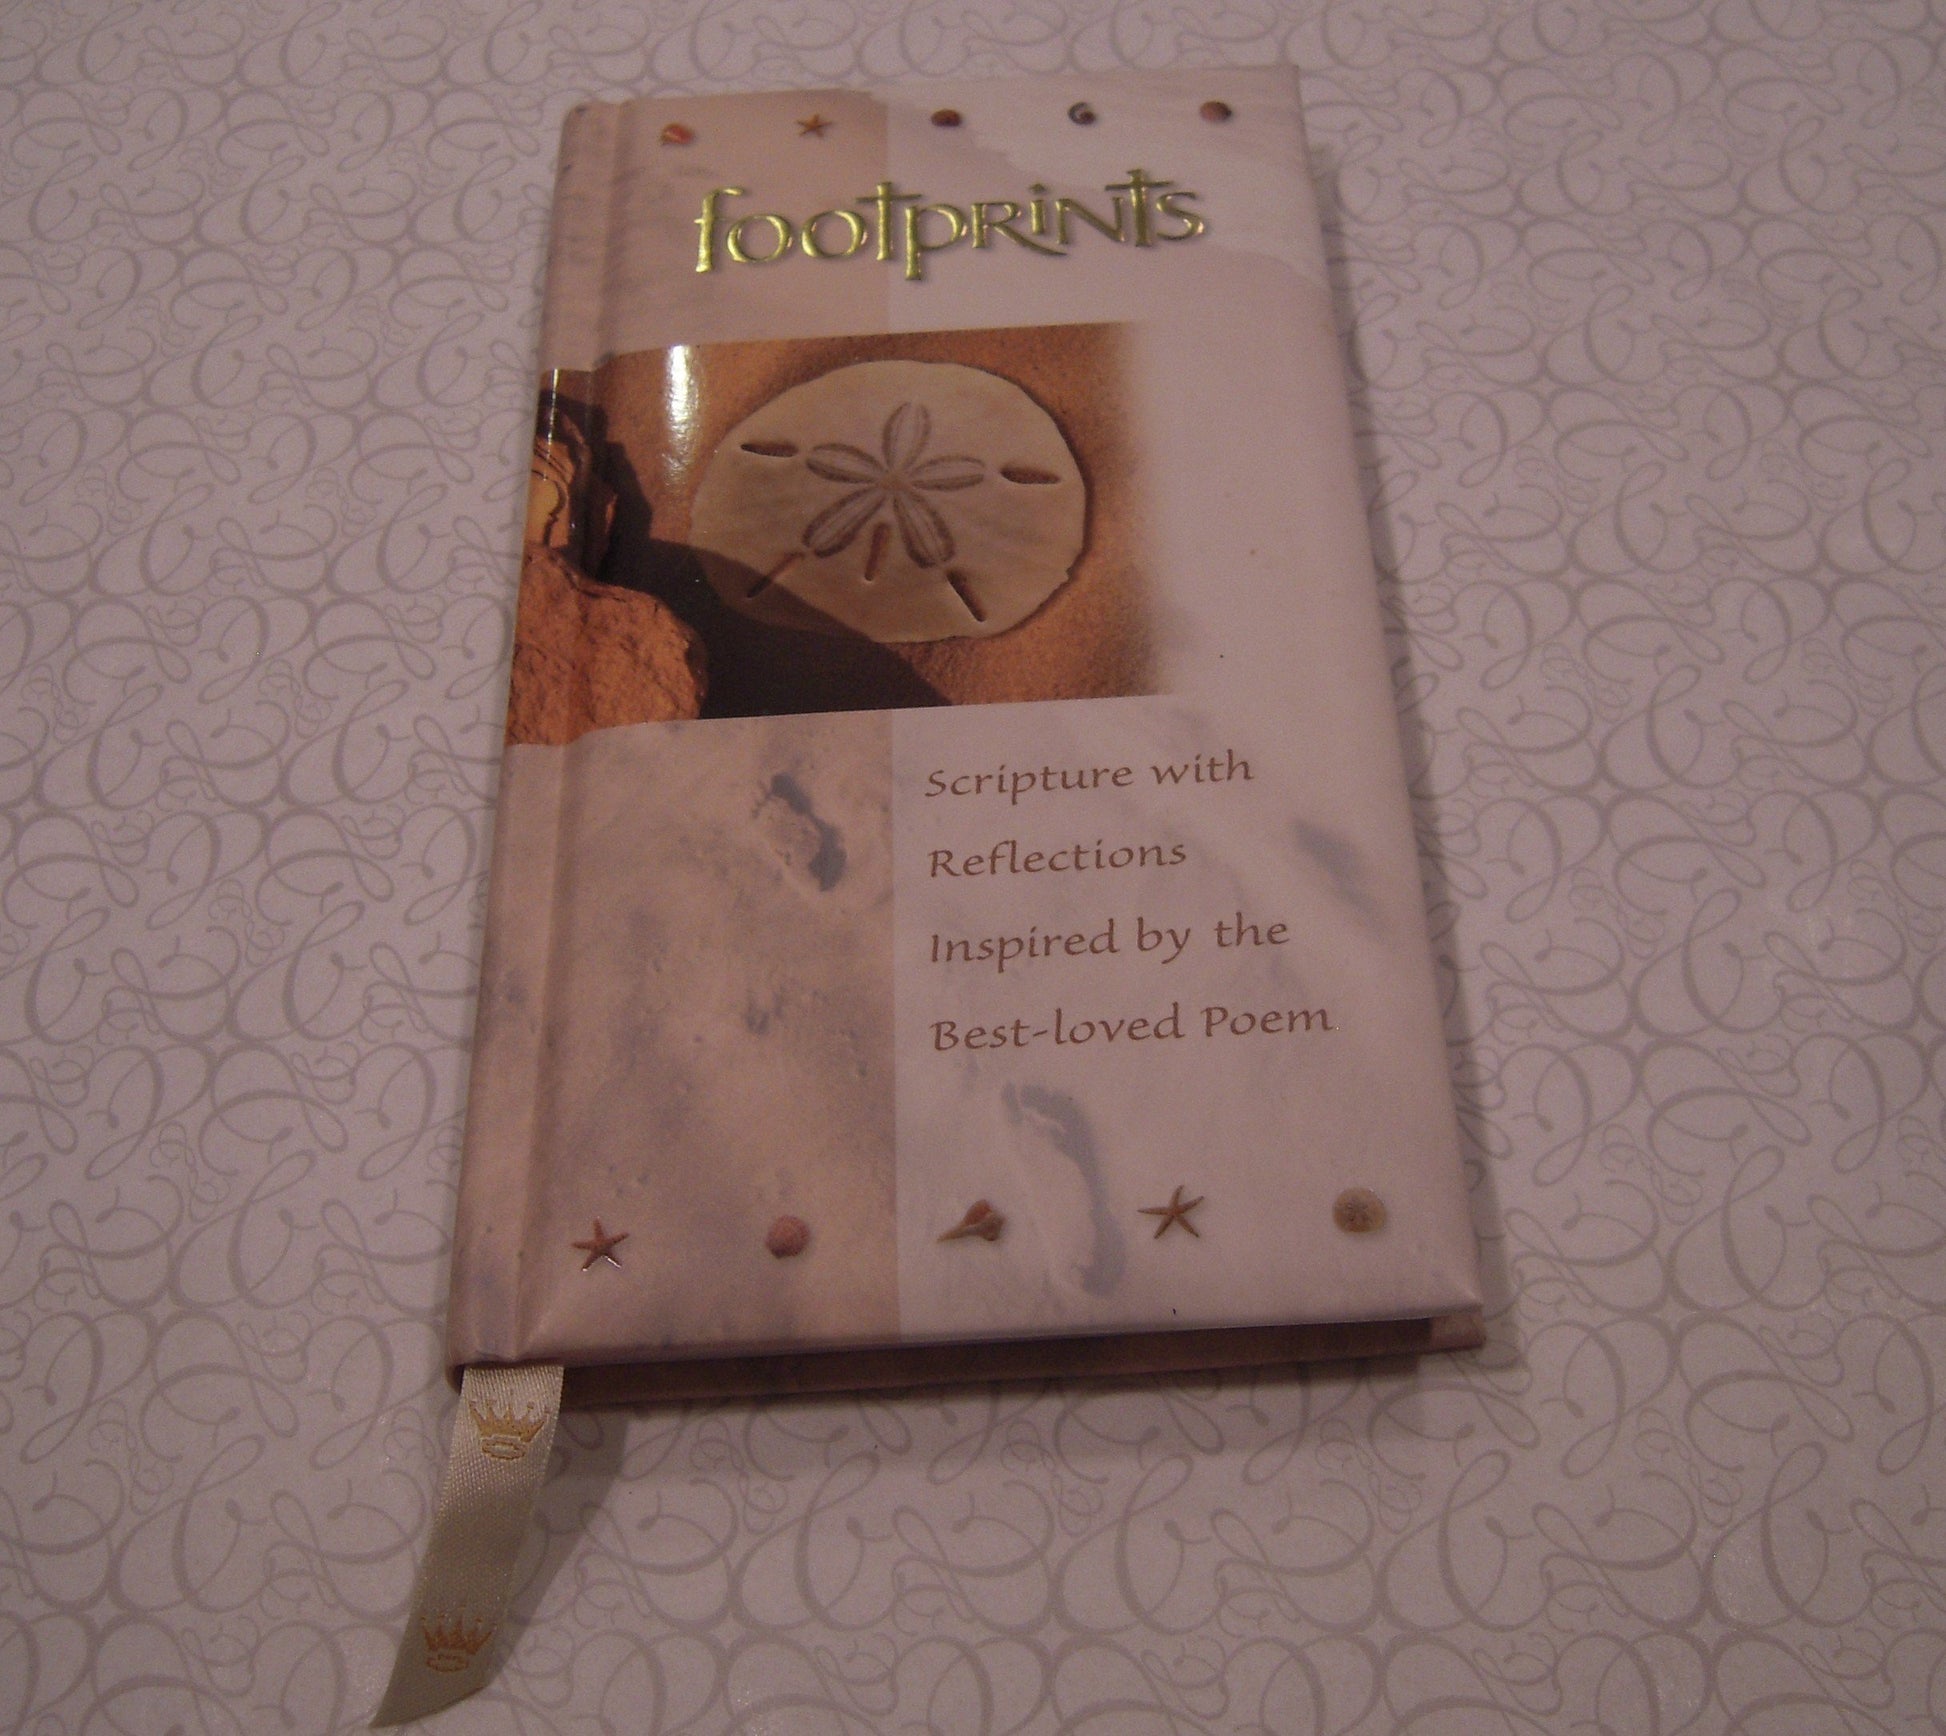 footprints
Scripture with
Reflections
Inspired by the
Best-loved Poem